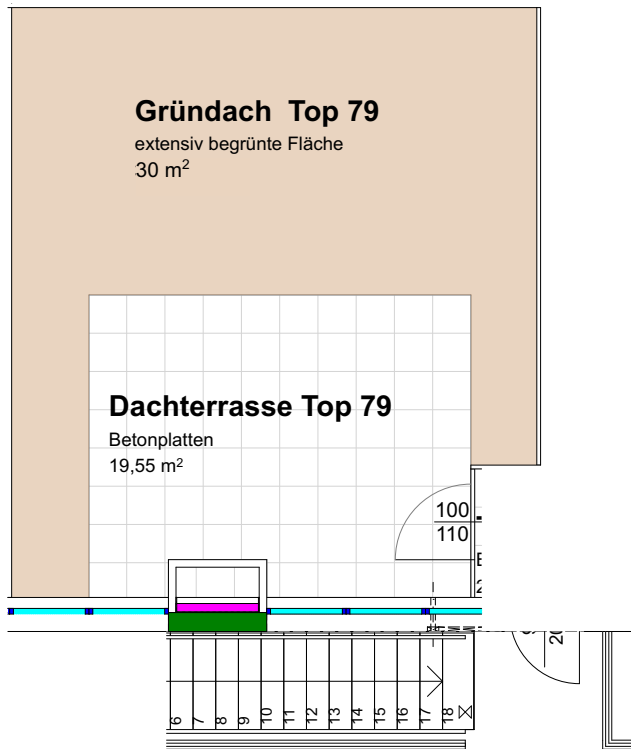 Gründach Top 79
extensiv begrünte Fläche
30 m²
Dachterrasse Top 79
Betonplatten
19,55 m²
100
110
6 7 8 9 10 11 12 13 14 15 16 17 18